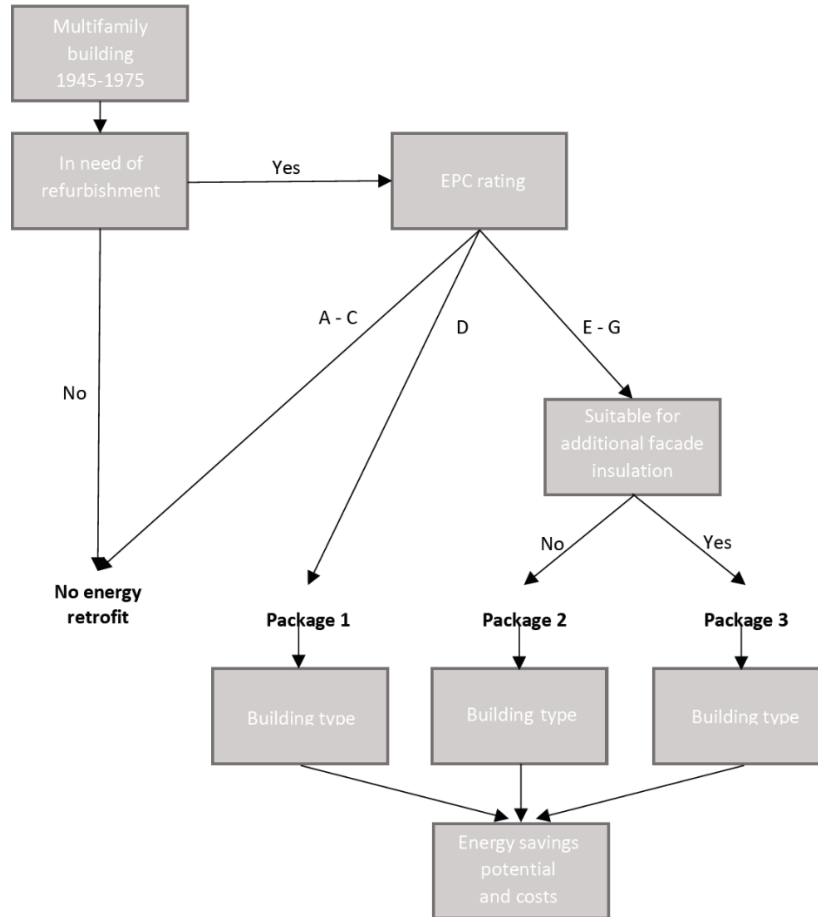 Multifamily
building
1945-1975
In need of
refurbishment
Yes
EPC rating
A - C
D
E - G
No
Suitable for
additional facade
insulation
No
Yes
No energy
retrofit
Package 1
Package 2
Package 3
Building type
Building type
Building type
Energy savings
potential
and costs